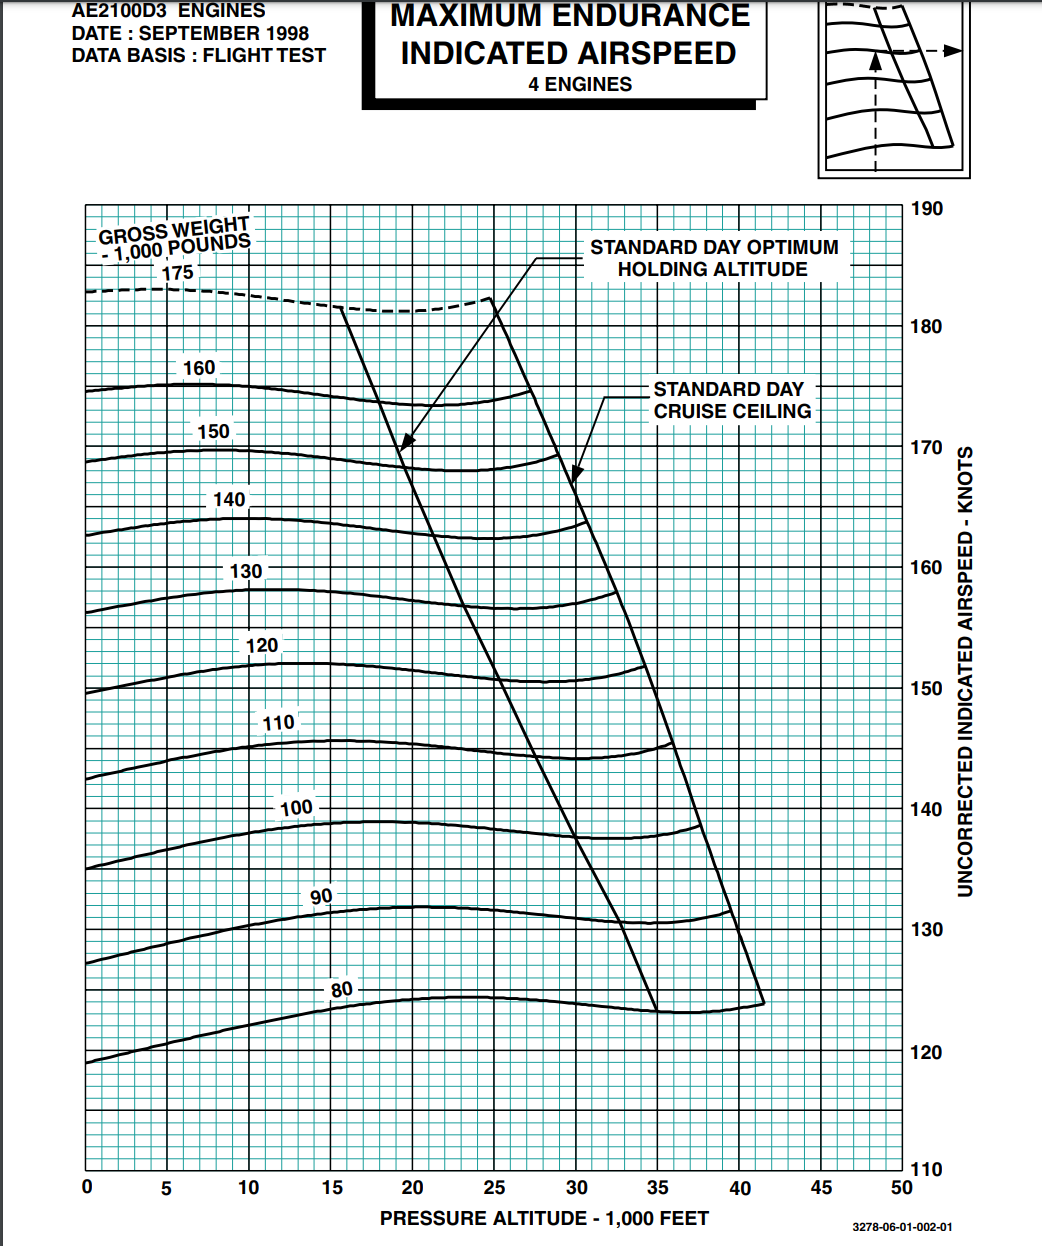 AE2100D3 ENGINES
DATE : SEPTEMBER 1998
DATA BASIS : FLIGHT TEST
MAXIMUM ENDURANCE
INDICATED AIRSPEED
4 ENGINES
GROSS WEIGHT
- 1,000 POUNDS
175
160
150
140
130
120
110
100
90
80
STANDARD DAY OPTIMUM
HOLDING ALTITUDE
STANDARD DAY
CRUISE CEILING
190
180
170
160
150
140
130
120
110
UNCORRECTED INDICATED AIRSPEED - KNOTS
0 5 10 15 20 25 30 35 40 45 50
PRESSURE ALTITUDE - 1,000 FEET
3278-06-01-002-01